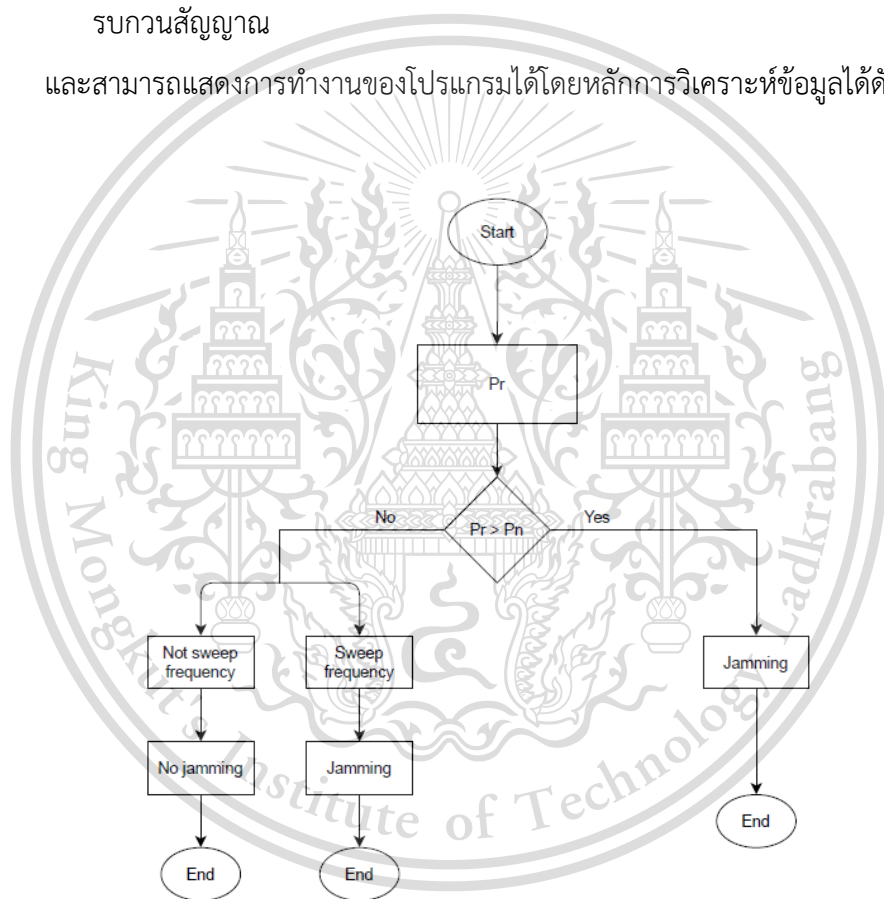 รบกวนสัญญาณ
และสามารถแสดงการทำงานของโปรแกรมได้โดยหลักการวิเคราะห์ข้อมูลได้ดั
Start
Pr
Pr > Pn
No
Yes
Not sweep
frequency
Sweep
frequency
Jamming
No jamming
Jamming
End
End
End
King Mongkut's Institute of Technology Ladkrabang